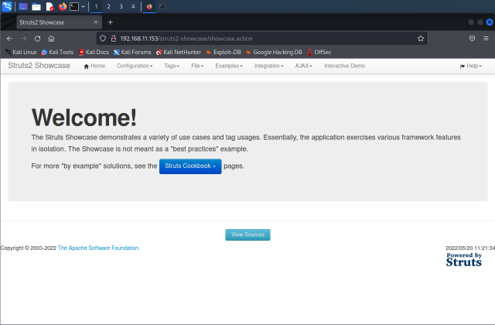 1 2 3 4
Struts2 Showcase
192.168.11.153/struts2-showcase/showcase.action
Kali Linux Kali Tools Kali Docs Kali Forums Kali NetHunter Exploit-DB Google Hacking DB OffSec
Struts2 Showcase Home Configuration Tags File Examples Integration AJAX Interactive Demo Help
Welcome!
The Struts Showcase demonstrates a variety of use cases and tag usages. Essentially, the application exercises various framework features
in isolation. The Showcase is not meant as a "best practices" example.
For more "by example" solutions, see the Struts Cookbook » pages.
View Sources
Copyright © 2003-2022 The Apache Software Foundation.
2022/05/20 11:21:34
Powered by
Struts